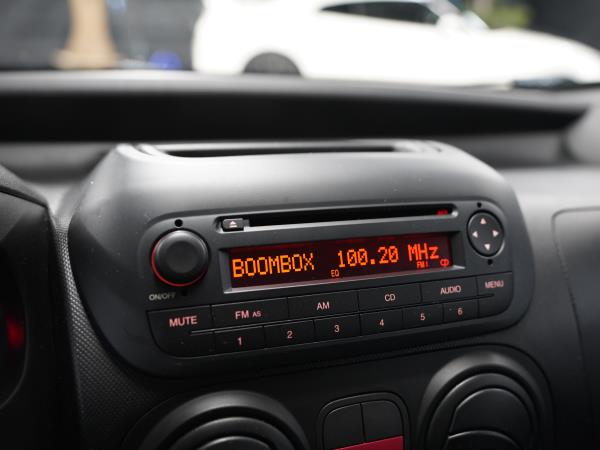 BOOMBOX 100.20 MHz
EQ FM1 CD
ON/OFF
MUTE FM AS AM CD AUDIO MENU
1 2 3 4 5 6